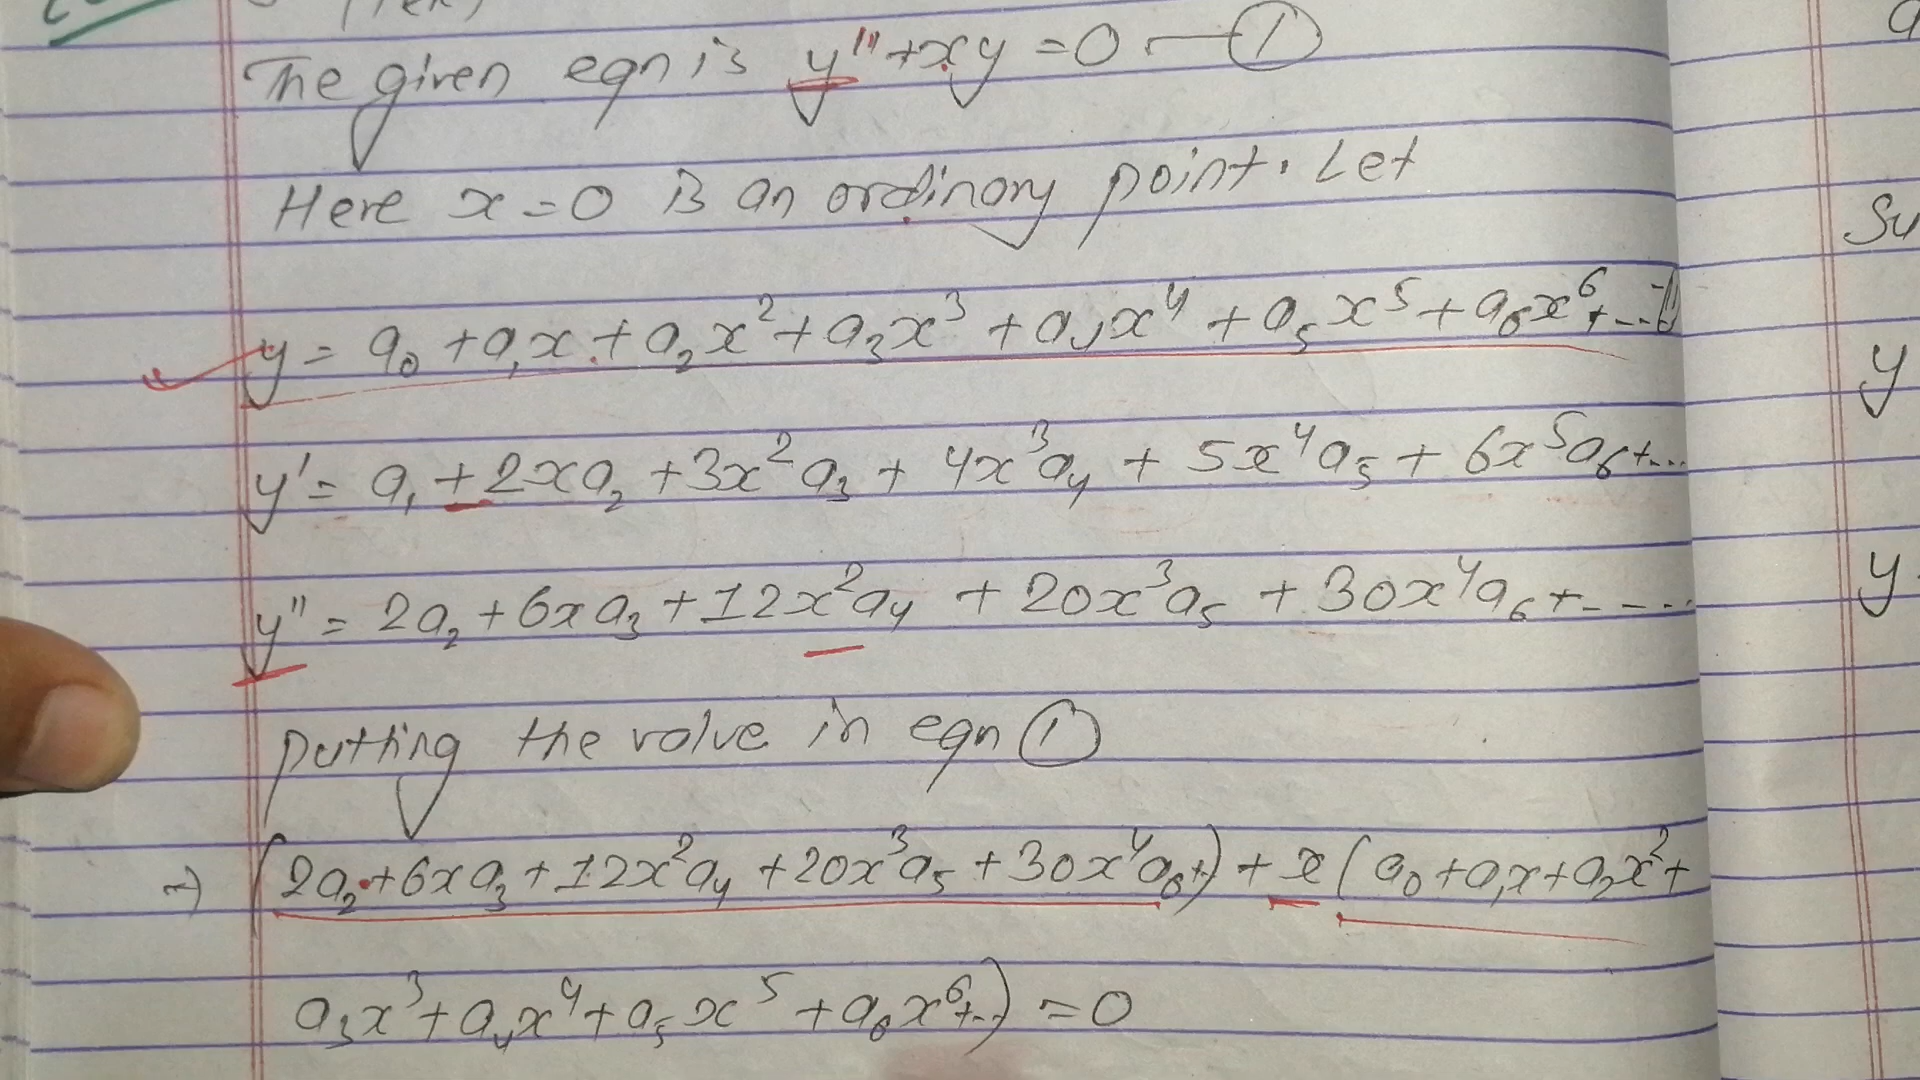 The given eqn is y''' + xy = 0 — ①
Here x = 0 is an ordinary point. Let
y = a₀ + a₁x + a₂x² + a₃x³ + a₄x⁴ + a₅x⁵ + a₆x⁶ + ...
y' = a₁ + 2xa₂ + 3x²a₃ + 4x³a₄ + 5x⁴a₅ + 6x⁵a₆ + ...
y'' = 2a₂ + 6xa₃ + 12x²a₄ + 20x³a₅ + 30x⁴a₆ + ....
putting the value in eqn ①
⇒ (2a₂ + 6xa₃ + 12x²a₄ + 20x³a₅ + 30x⁴a₆ + ..) + x(a₀ + a₁x + a₂x² +
a₃x³ + a₄x⁴ + a₅x⁵ + a₆x⁶ + ..) = 0
Su
y
y